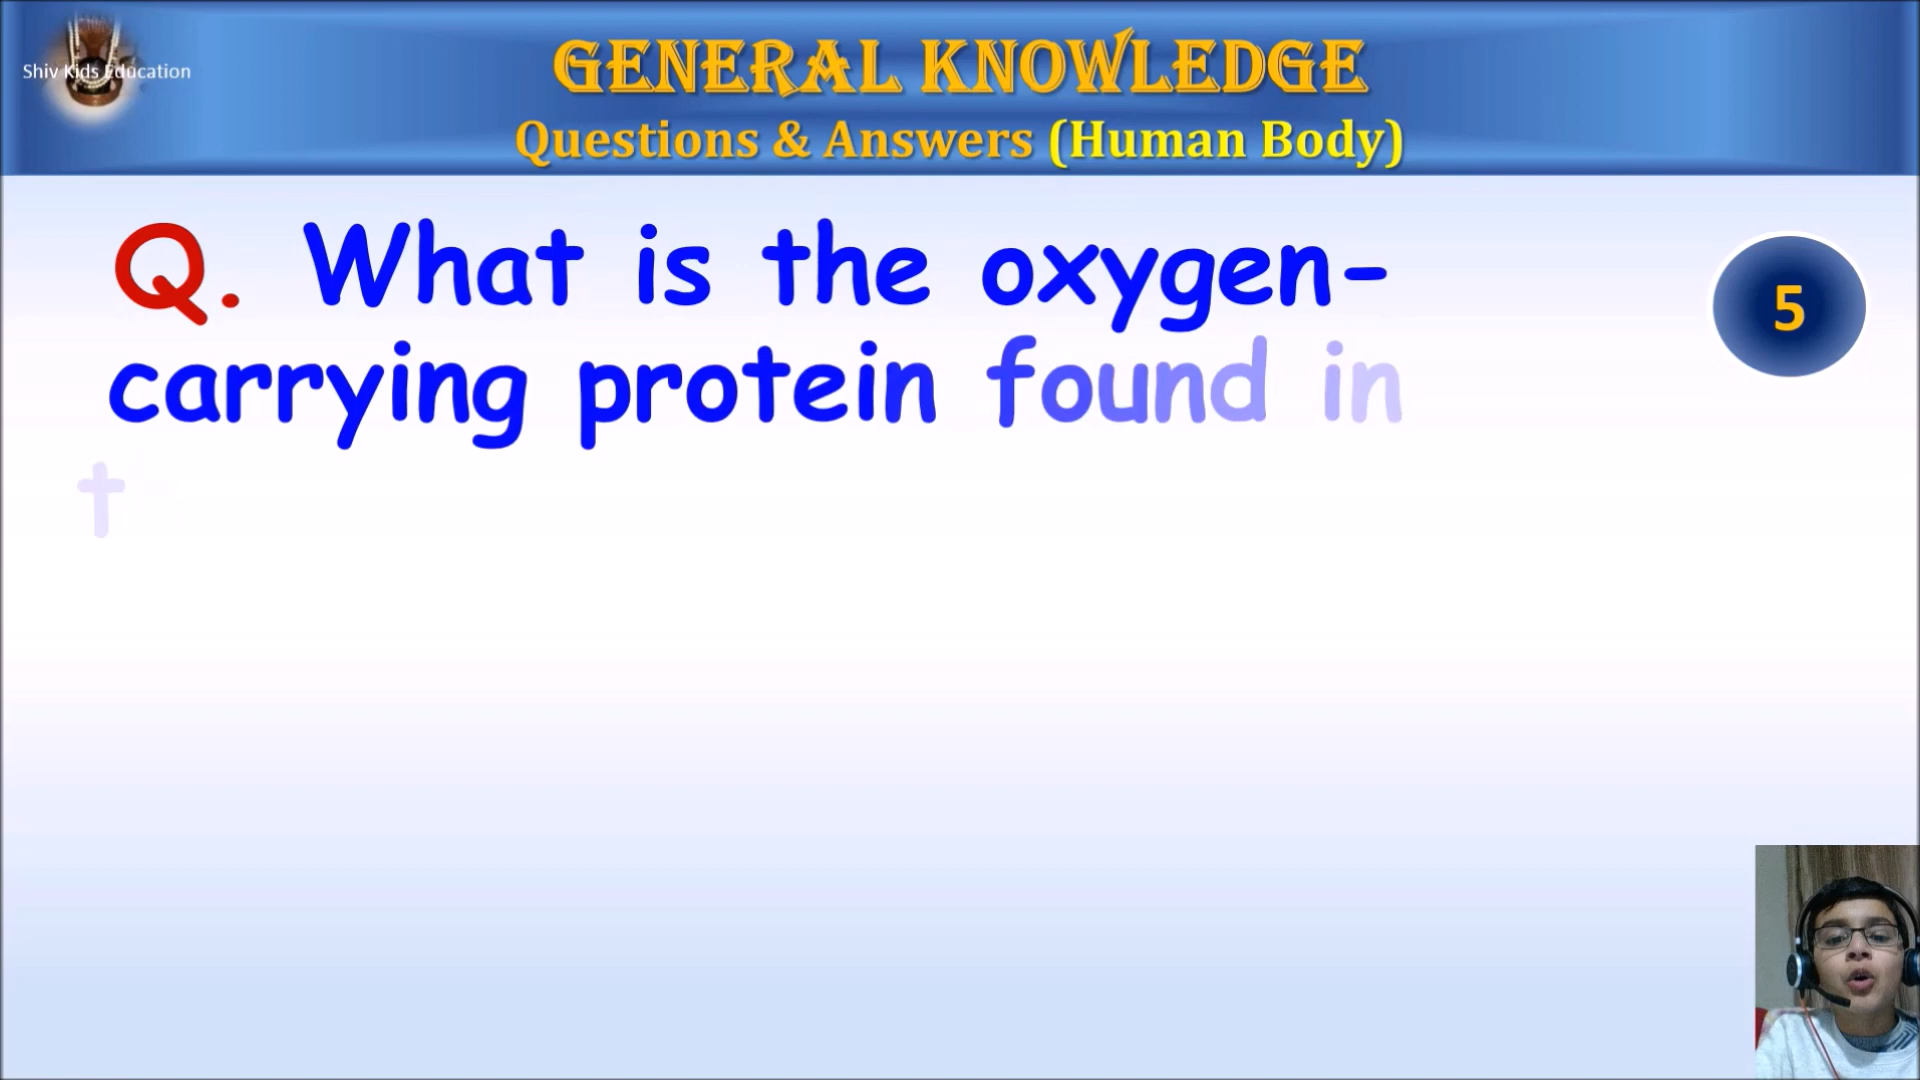 Shiv Kids Education
GENERAL KNOWLEDGE
Questions & Answers (Human Body)
Q. What is the oxygen-
carrying protein found in
t
5